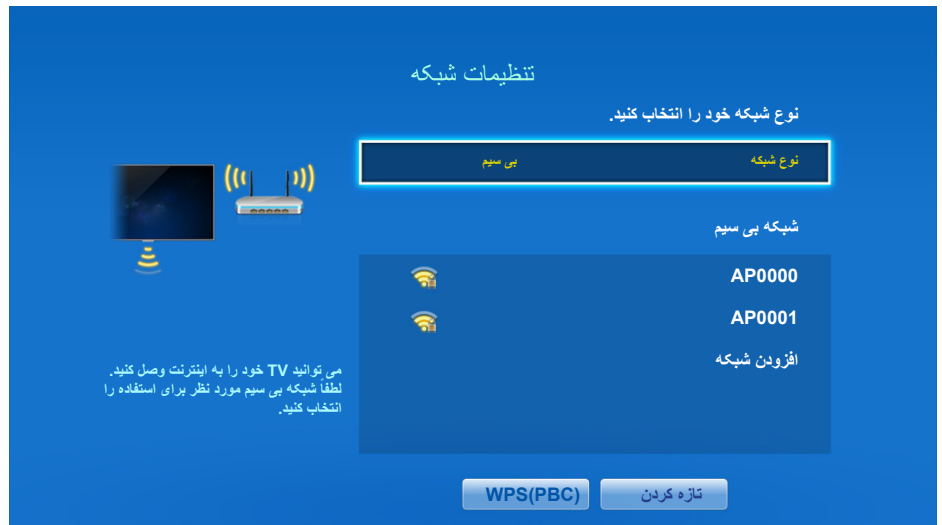 تنظیمات شبکه
نوع شبکه خود را انتخاب کنید.
نوع شبکه بی سیم
شبکه بی سیم
AP0000
AP0001
افزودن شبکه
می توانید TV خود را به اینترنت وصل کنید.
لطفاً شبکه بی سیم مورد نظر برای استفاده را
انتخاب کنید.
تازه کردن WPS(PBC)